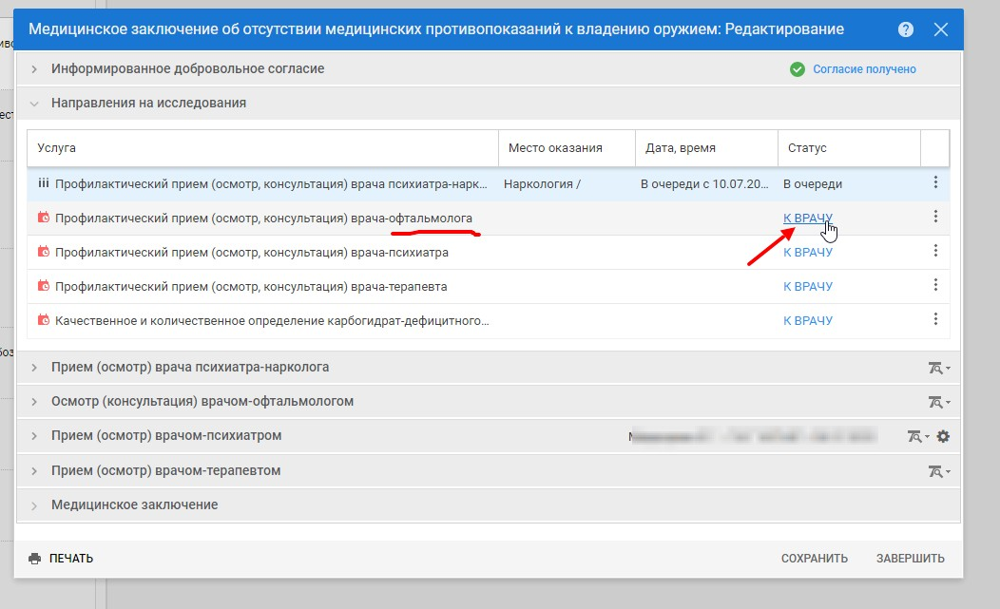 Медицинское заключение об отсутствии медицинских противопоказаний к владению оружием: Редактирование
Информированное добровольное согласие Согласие получено
Направления на исследования
Услуга Место оказания Дата, время Статус
Профилактический прием (осмотр, консультация) врача психиатра-нарк... Наркология / В очереди с 10.07.20... В очереди
Профилактический прием (осмотр, консультация) врача-офтальмолога К ВРАЧУ
Профилактический прием (осмотр, консультация) врача-психиатра К ВРАЧУ
Профилактический прием (осмотр, консультация) врача-терапевта К ВРАЧУ
Качественное и количественное определение карбогидрат-дефицитного... К ВРАЧУ
Прием (осмотр) врача психиатра-нарколога
Осмотр (консультация) врачом-офтальмологом
Прием (осмотр) врачом-психиатром
Прием (осмотр) врачом-терапевтом
Медицинское заключение
ПЕЧАТЬ СОХРАНИТЬ ЗАВЕРШИТЬ